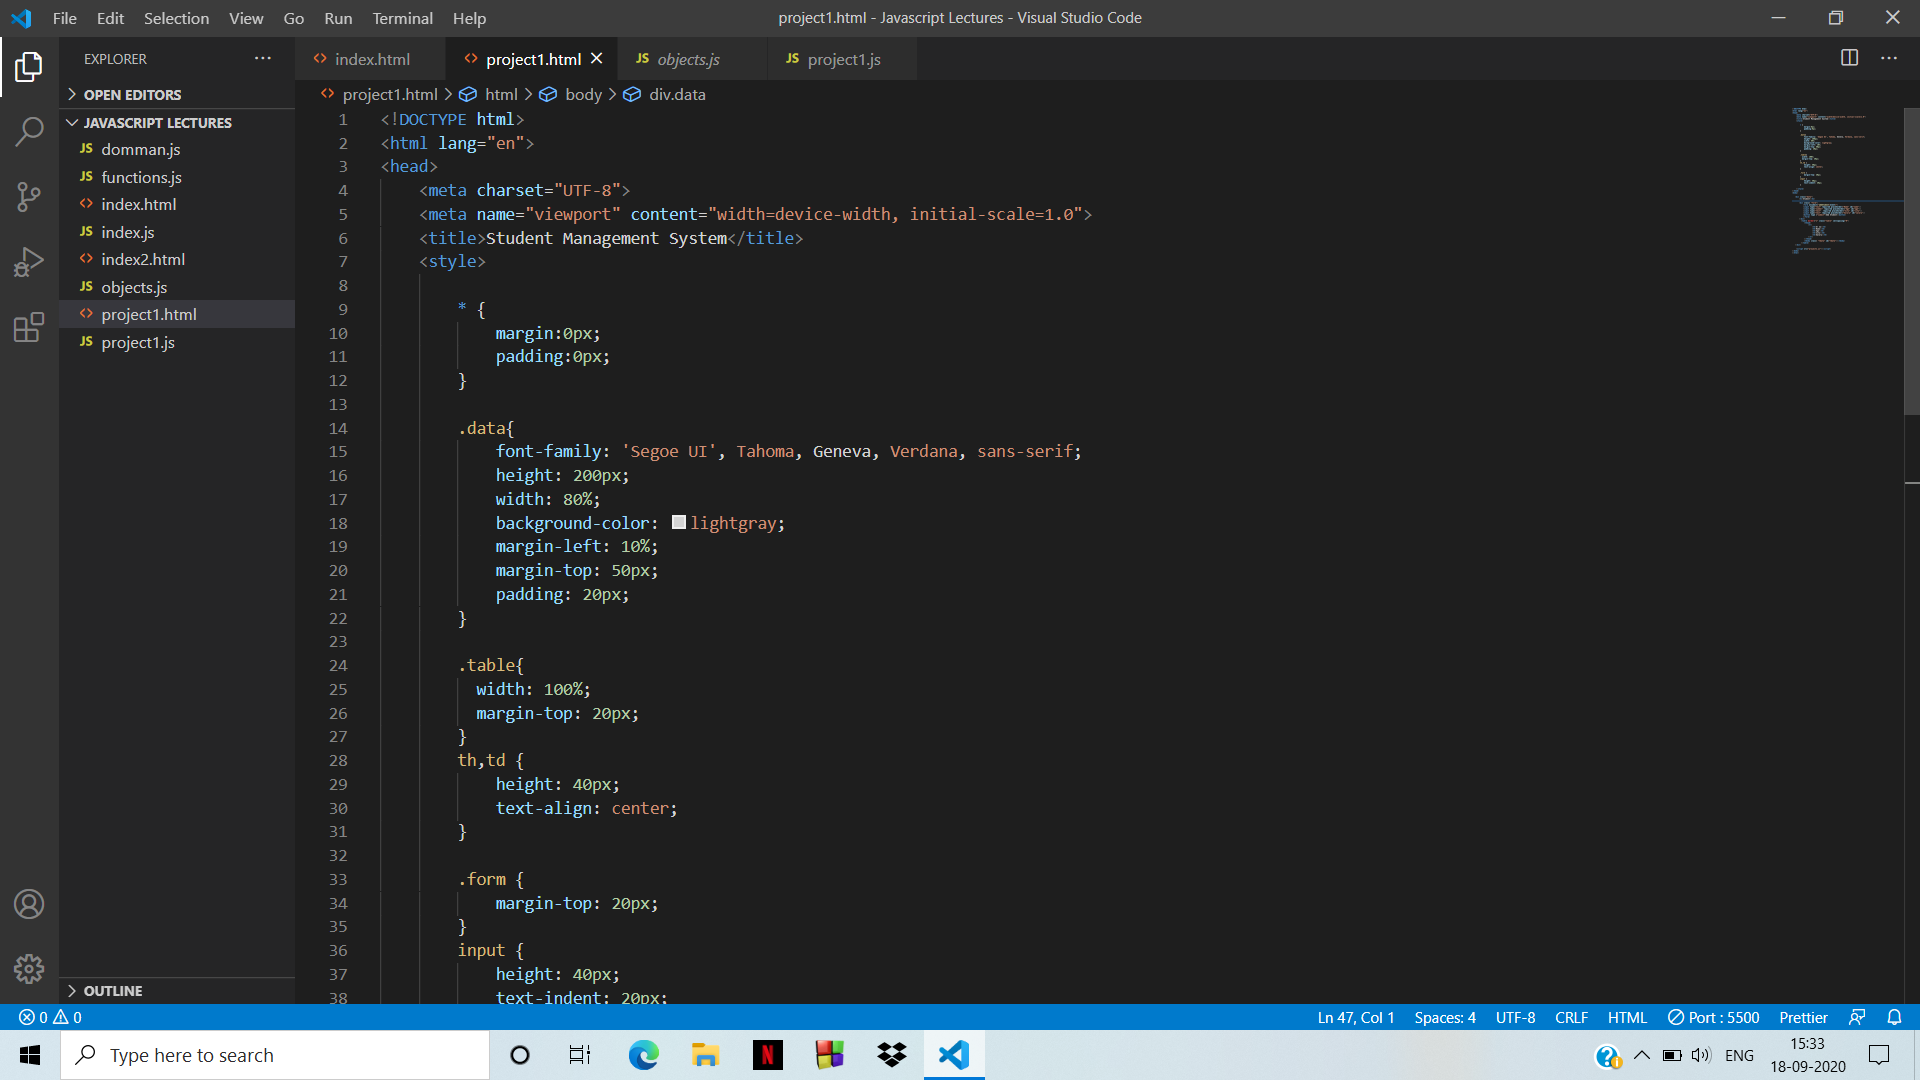 File Edit Selection View Go Run Terminal Help
project1.html - Javascript Lectures - Visual Studio Code
EXPLORER
index.html
project1.html
JS objects.js
JS project1.js
OPEN EDITORS
project1.html > html > body > div.data
JAVASCRIPT LECTURES
JS domman.js
JS functions.js
index.html
JS index.js
index2.html
JS objects.js
project1.html
JS project1.js
OUTLINE
1 <!DOCTYPE html>
2 <html lang="en">
3 <head>
4 <meta charset="UTF-8">
5 <meta name="viewport" content="width=device-width, initial-scale=1.0">
6 <title>Student Management System</title>
7 <style>
8
9 * {
10 margin:0px;
11 padding:0px;
12 }
13
14 .data{
15 font-family: 'Segoe UI', Tahoma, Geneva, Verdana, sans-serif;
16 height: 200px;
17 width: 80%;
18 background-color: lightgray;
19 margin-left: 10%;
20 margin-top: 50px;
21 padding: 20px;
22 }
23
24 .table{
25 width: 100%;
26 margin-top: 20px;
27 }
28 th,td {
29 height: 40px;
30 text-align: center;
31 }
32
33 .form {
34 margin-top: 20px;
35 }
36 input {
37 height: 40px;
38 text-indent: 20px;
0 0
Ln 47, Col 1 Spaces: 4 UTF-8 CRLF HTML Port : 5500 Prettier
Type here to search
N
ENG
15:33
18-09-2020